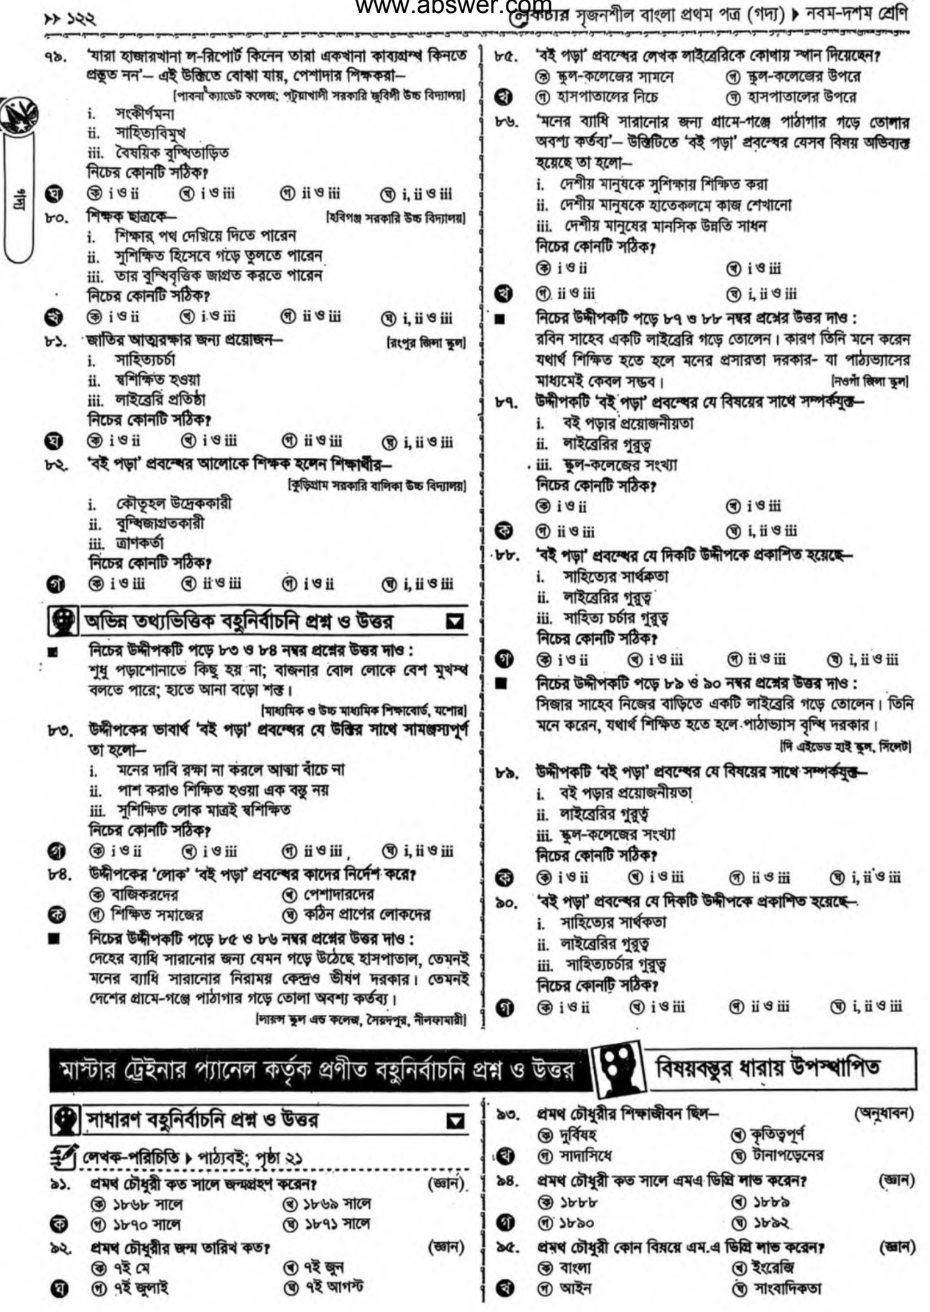 www.abswer.com
>> ১২২
লেকচার সৃজনশীল বাংলা প্রথম পত্র (গদ্য) ▶ নবম-দশম শ্রেণি
গদ্য
৭৯. 'যারা হাজারখানা ল-রিপোর্ট কিনেন তারা একখানা কাব্যগ্রন্থ কিনতে
প্রস্তুত নন'— এই উক্তিতে বোঝা যায়, পেশাদার শিক্ষকরা—
[পাবনা ক্যাডেট কলেজ; পটুয়াখালী সরকারি জুবিলী উচ্চ বিদ্যালয়]
i. সংকীর্ণমনা
ii. সাহিত্যবিমুখ
iii. বৈষয়িক বুদ্ধিতাড়িত
নিচের কোনটি সঠিক?
ঘ ক i ও ii খ i ও iii গ ii ও iii ঘ i, ii ও iii
৮০. শিক্ষক ছাত্রকে— [হবিগঞ্জ সরকারি উচ্চ বিদ্যালয়]
i. শিক্ষার পথ দেখিয়ে দিতে পারেন
ii. সুশিক্ষিত হিসেবে গড়ে তুলতে পারেন
iii. তার বুদ্ধিবৃত্তিক জাগ্রত করতে পারেন
নিচের কোনটি সঠিক?
খ ক i ও ii খ i ও iii গ ii ও iii ঘ i, ii ও iii
৮১. জাতির আত্মরক্ষার জন্য প্রয়োজন— [রংপুর জিলা স্কুল]
i. সাহিত্যচর্চা
ii. স্বশিক্ষিত হওয়া
iii. লাইব্রেরি প্রতিষ্ঠা
নিচের কোনটি সঠিক?
ঘ ক i ও ii খ i ও iii গ ii ও iii ঘ i, ii ও iii
৮২. 'বই পড়া' প্রবন্ধের আলোকে শিক্ষক হলেন শিক্ষার্থীর—
[কুড়িগ্রাম সরকারি বালিকা উচ্চ বিদ্যালয়]
i. কৌতূহল উদ্রেককারী
ii. বুদ্ধিজাগ্রতকারী
iii. ত্রাণকর্তা
নিচের কোনটি সঠিক?
গ ক i ও iii খ ii ও iii গ i ও ii ঘ i, ii ও iii
অভিন্ন তথ্যভিত্তিক বহুনির্বাচনি প্রশ্ন ও উত্তর
■ নিচের উদ্দীপকটি পড়ে ৮৩ ও ৮৪ নম্বর প্রশ্নের উত্তর দাও :
শুধু পড়াশোনাতে কিছু হয় না; বাজনার বোল লোকে বেশ মুখস্থ
বলতে পারে; হাতে আনা বড়ো শক্ত।
[মাধ্যমিক ও উচ্চ মাধ্যমিক শিক্ষাবোর্ড, যশোর]
৮৩. উদ্দীপকের ভাবার্থ 'বই পড়া' প্রবন্ধের যে উক্তির সাথে সামঞ্জস্যপূর্ণ
তা হলো—
i. মনের দাবি রক্ষা না করলে আত্মা বাঁচে না
ii. পাশ করাও শিক্ষিত হওয়া এক বস্তু নয়
iii. সুশিক্ষিত লোক মাত্রই স্বশিক্ষিত
নিচের কোনটি সঠিক?
গ ক i ও ii খ i ও iii গ ii ও iii ঘ i, ii ও iii
৮৪. উদ্দীপকের 'লোক' 'বই পড়া' প্রবন্ধের কাদের নির্দেশ করে?
ক বাজিকরদের খ পেশাদারদের
ক গ শিক্ষিত সমাজের ঘ কঠিন প্রাণের লোকদের
■ নিচের উদ্দীপকটি পড়ে ৮৫ ও ৮৬ নম্বর প্রশ্নের উত্তর দাও :
দেহের ব্যাধি সারানোর জন্য যেমন গড়ে উঠেছে হাসপাতাল, তেমনই
মনের ব্যাধি সারানোর নিরাময় কেন্দ্রও ভীষণ দরকার। তেমনই
দেশের গ্রামে-গঞ্জে পাঠাগার গড়ে তোলা অবশ্য কর্তব্য।
[লায়ন্স স্কুল এন্ড কলেজ, সৈয়দপুর, নীলফামারী]
৮৫. 'বই পড়া' প্রবন্ধের লেখক লাইব্রেরিকে কোথায় স্থান দিয়েছেন?
ক স্কুল-কলেজের সামনে খ স্কুল-কলেজের উপরে
খ গ হাসপাতালের নিচে ঘ হাসপাতালের উপরে
৮৬. 'মনের ব্যাধি সারানোর জন্য গ্রামে-গঞ্জে পাঠাগার গড়ে তোলার
অবশ্য কর্তব্য'— উক্তিটিতে 'বই পড়া' প্রবন্ধের যেসব বিষয় অভিব্যক্ত
হয়েছে তা হলো—
i. দেশীয় মানুষকে সুশিক্ষায় শিক্ষিত করা
ii. দেশীয় মানুষকে হাতেকলমে কাজ শেখানো
iii. দেশীয় মানুষের মানসিক উন্নতি সাধন
নিচের কোনটি সঠিক?
ক i ও ii খ i ও iii
খ গ ii ও iii ঘ i, ii ও iii
■ নিচের উদ্দীপকটি পড়ে ৮৭ ও ৮৮ নম্বর প্রশ্নের উত্তর দাও :
রবিন সাহেব একটি লাইব্রেরি গড়ে তোলেন। কারণ তিনি মনে করেন
যথার্থ শিক্ষিত হতে হলে মনের প্রসারতা দরকার- যা পাঠ্যভ্যাসের
মাধ্যমেই কেবল সম্ভব। [নওগাঁ জিলা স্কুল]
৮৭. উদ্দীপকটি 'বই পড়া' প্রবন্ধের যে বিষয়ের সাথে সম্পর্কযুক্ত—
i. বই পড়ার প্রয়োজনীয়তা
ii. লাইব্রেরির গুরুত্ব
iii. স্কুল-কলেজের সংখ্যা
নিচের কোনটি সঠিক?
ক i ও ii খ i ও iii
ক গ ii ও iii ঘ i, ii ও iii
৮৮. 'বই পড়া' প্রবন্ধের যে দিকটি উদ্দীপকে প্রকাশিত হয়েছে—
i. সাহিত্যের সার্থকতা
ii. লাইব্রেরির গুরুত্ব
iii. সাহিত্য চর্চার গুরুত্ব
নিচের কোনটি সঠিক?
গ ক i ও ii খ i ও iii গ ii ও iii ঘ i, ii ও iii
■ নিচের উদ্দীপকটি পড়ে ৮৯ ও ৯০ নম্বর প্রশ্নের উত্তর দাও :
সিজার সাহেব নিজের বাড়িতে একটি লাইব্রেরি গড়ে তোলেন। তিনি
মনে করেন, যথার্থ শিক্ষিত হতে হলে পাঠাভ্যাস বৃদ্ধি দরকার।
[দি এইডেড হাই স্কুল, সিলেট]
৮৯. উদ্দীপকটি 'বই পড়া' প্রবন্ধের যে বিষয়ের সাথে সম্পর্কযুক্ত—
i. বই পড়ার প্রয়োজনীয়তা
ii. লাইব্রেরির গুরুত্ব
iii. স্কুল-কলেজের সংখ্যা
নিচের কোনটি সঠিক?
ক ক i ও ii খ i ও iii গ ii ও iii ঘ i, ii ও iii
৯০. 'বই পড়া' প্রবন্ধের যে দিকটি উদ্দীপকে প্রকাশিত হয়েছে—
i. সাহিত্যের সার্থকতা
ii. লাইব্রেরির গুরুত্ব
iii. সাহিত্যচর্চার গুরুত্ব
নিচের কোনটি সঠিক?
গ ক i ও ii খ i ও iii গ ii ও iii ঘ i, ii ও iii
মাস্টার ট্রেইনার প্যানেল কর্তৃক প্রণীত বহুনির্বাচনি প্রশ্ন ও উত্তর
বিষয়বস্তুর ধারায় উপস্থাপিত
সাধারণ বহুনির্বাচনি প্রশ্ন ও উত্তর
লেখক-পরিচিতি ▶ পাঠ্যবই; পৃষ্ঠা ২১
৯১. প্রমথ চৌধুরী কত সালে জন্মগ্রহণ করেন? (জ্ঞান)
ক ১৮৬৮ সালে খ ১৮৬৯ সালে
ক গ ১৮৭০ সালে ঘ ১৮৭১ সালে
৯২. প্রমথ চৌধুরীর জন্ম তারিখ কত? (জ্ঞান)
ক ৭ই মে খ ৭ই জুন
ঘ গ ৭ই জুলাই ঘ ৭ই আগস্ট
৯৩. প্রমথ চৌধুরীর শিক্ষাজীবন ছিল— (অনুধাবন)
ক দুর্বিষহ খ কৃতিত্বপূর্ণ
খ গ সাদাসিধে ঘ টানাপড়েনের
৯৪. প্রমথ চৌধুরী কত সালে এমএ ডিগ্রি লাভ করেন? (জ্ঞান)
ক ১৮৮৮ খ ১৮৮৯
গ গ ১৮৯০ ঘ ১৮৯২
৯৫. প্রমথ চৌধুরী কোন বিষয়ে এম.এ ডিগ্রি লাভ করেন? (জ্ঞান)
ক বাংলা খ ইংরেজি
খ গ আইন ঘ সাংবাদিকতা